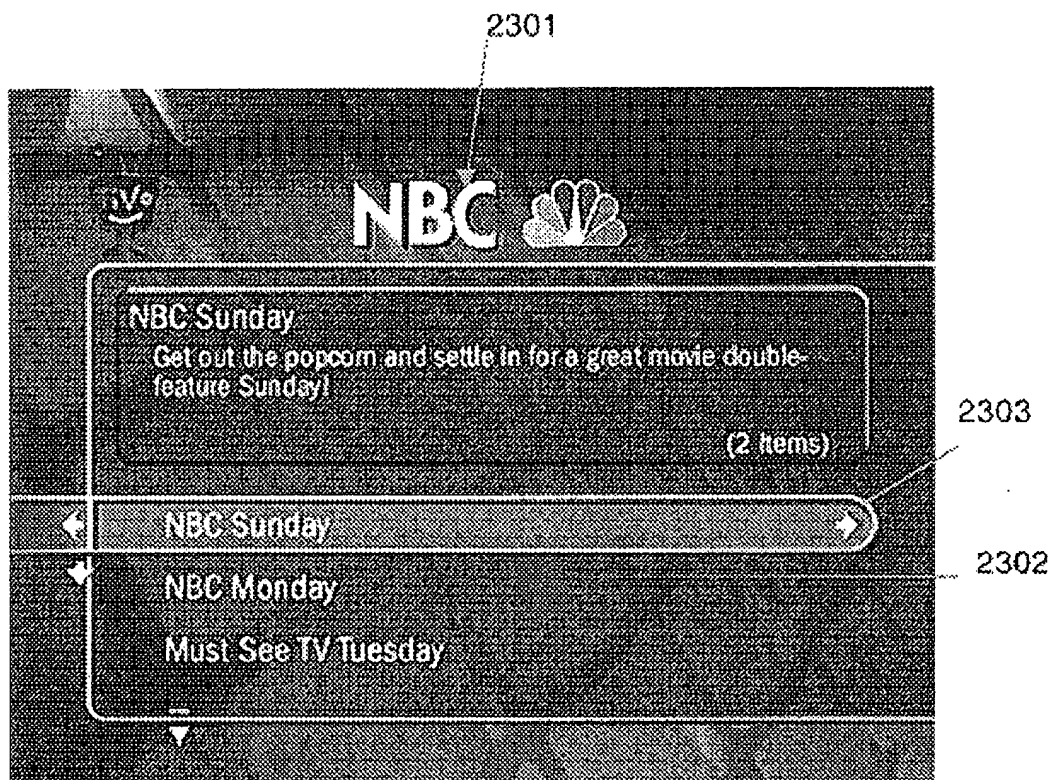 2301
iVo
NBC
NBC Sunday
Get out the popcorn and settle in for a great movie double-
feature Sunday!
(2 items)
2303
NBC Sunday
2302
NBC Monday
Must See TV Tuesday